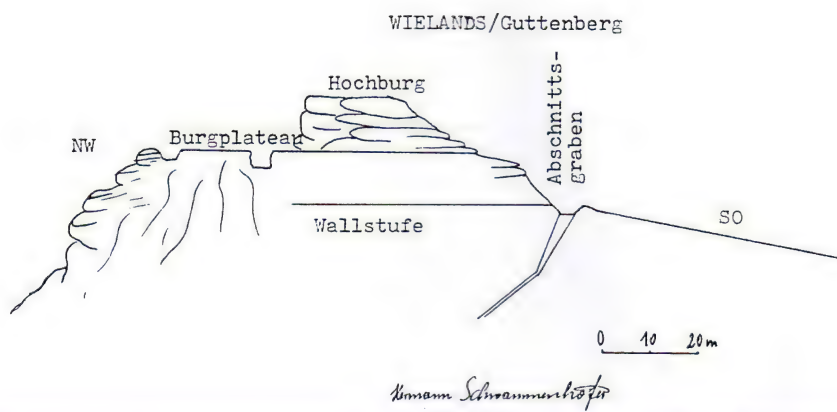 WIELANDS/Guttenberg
Hochburg
Abschnitts-
graben
NW
Burgplateau
SO
Wallstufe
0 10 20m
Hermann Schwammenhöfer